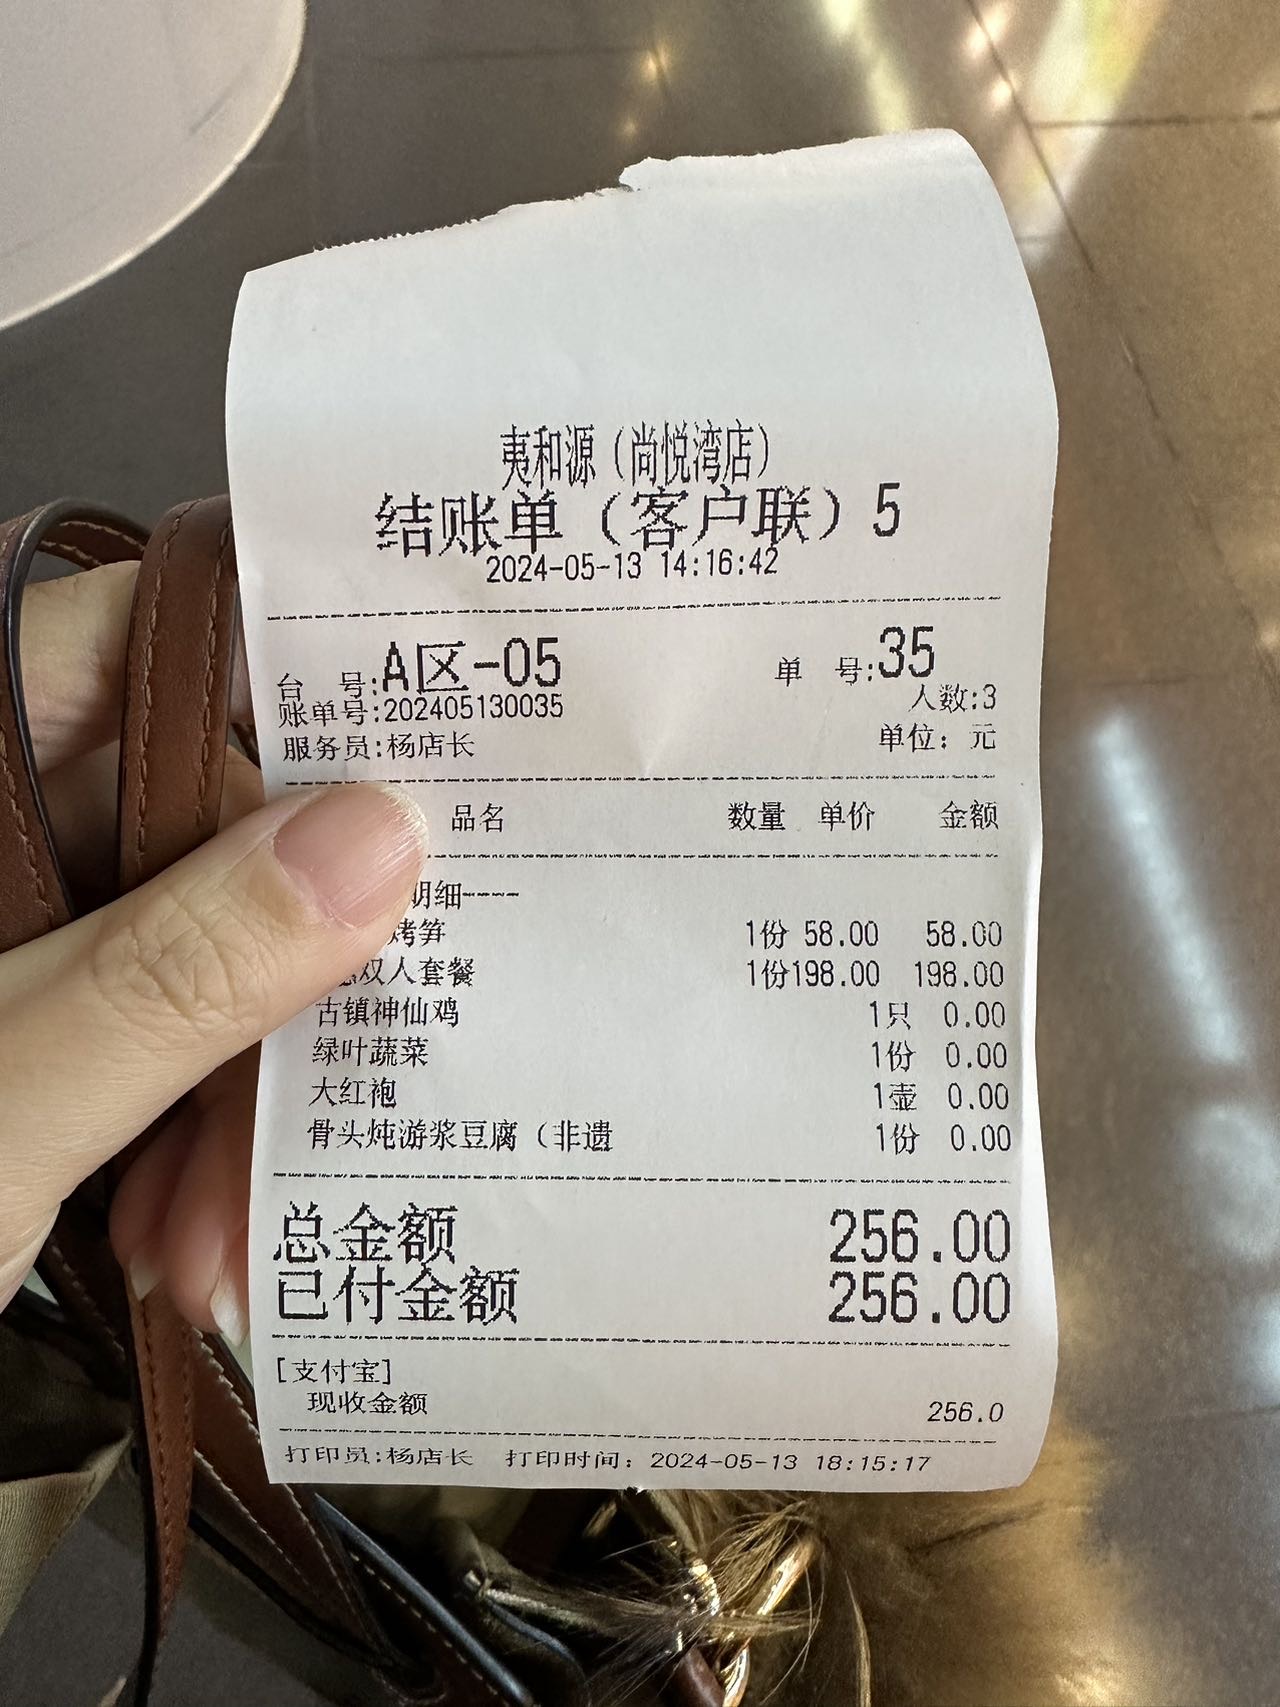 夷和源（尚悦湾店）
结账单（客户联）5
2024-05-13 14:16:42
台 号:A区-05 单 号:35
人数:3
账单号:202405130035
服务员:杨店长 单位：元
品名 数量 单价 金额
明细----
烤笋 1份 58.00 58.00
双人套餐 1份198.00 198.00
古镇神仙鸡 1只 0.00
绿叶蔬菜 1份 0.00
大红袍 1壶 0.00
骨头炖游浆豆腐（非遗 1份 0.00
总金额 256.00
已付金额 256.00
[支付宝]
现收金额 256.0
打印员:杨店长 打印时间：2024-05-13 18:15:17